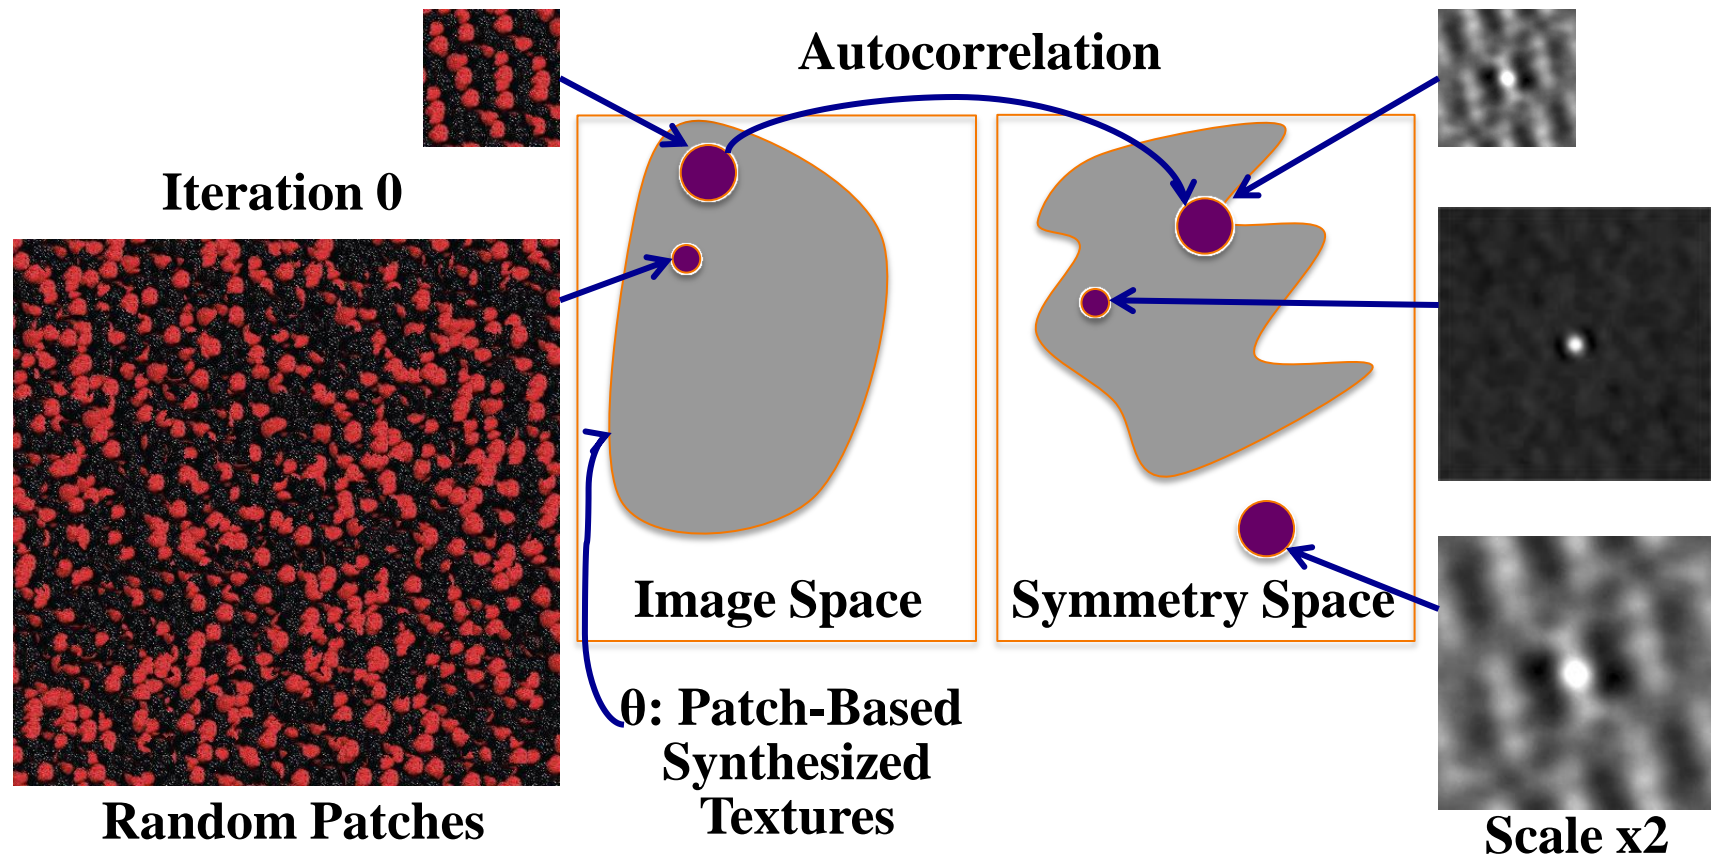 Autocorrelation
Iteration 0
Image Space
Symmetry Space
θ: Patch-Based
Synthesized
Textures
Random Patches
Scale x2